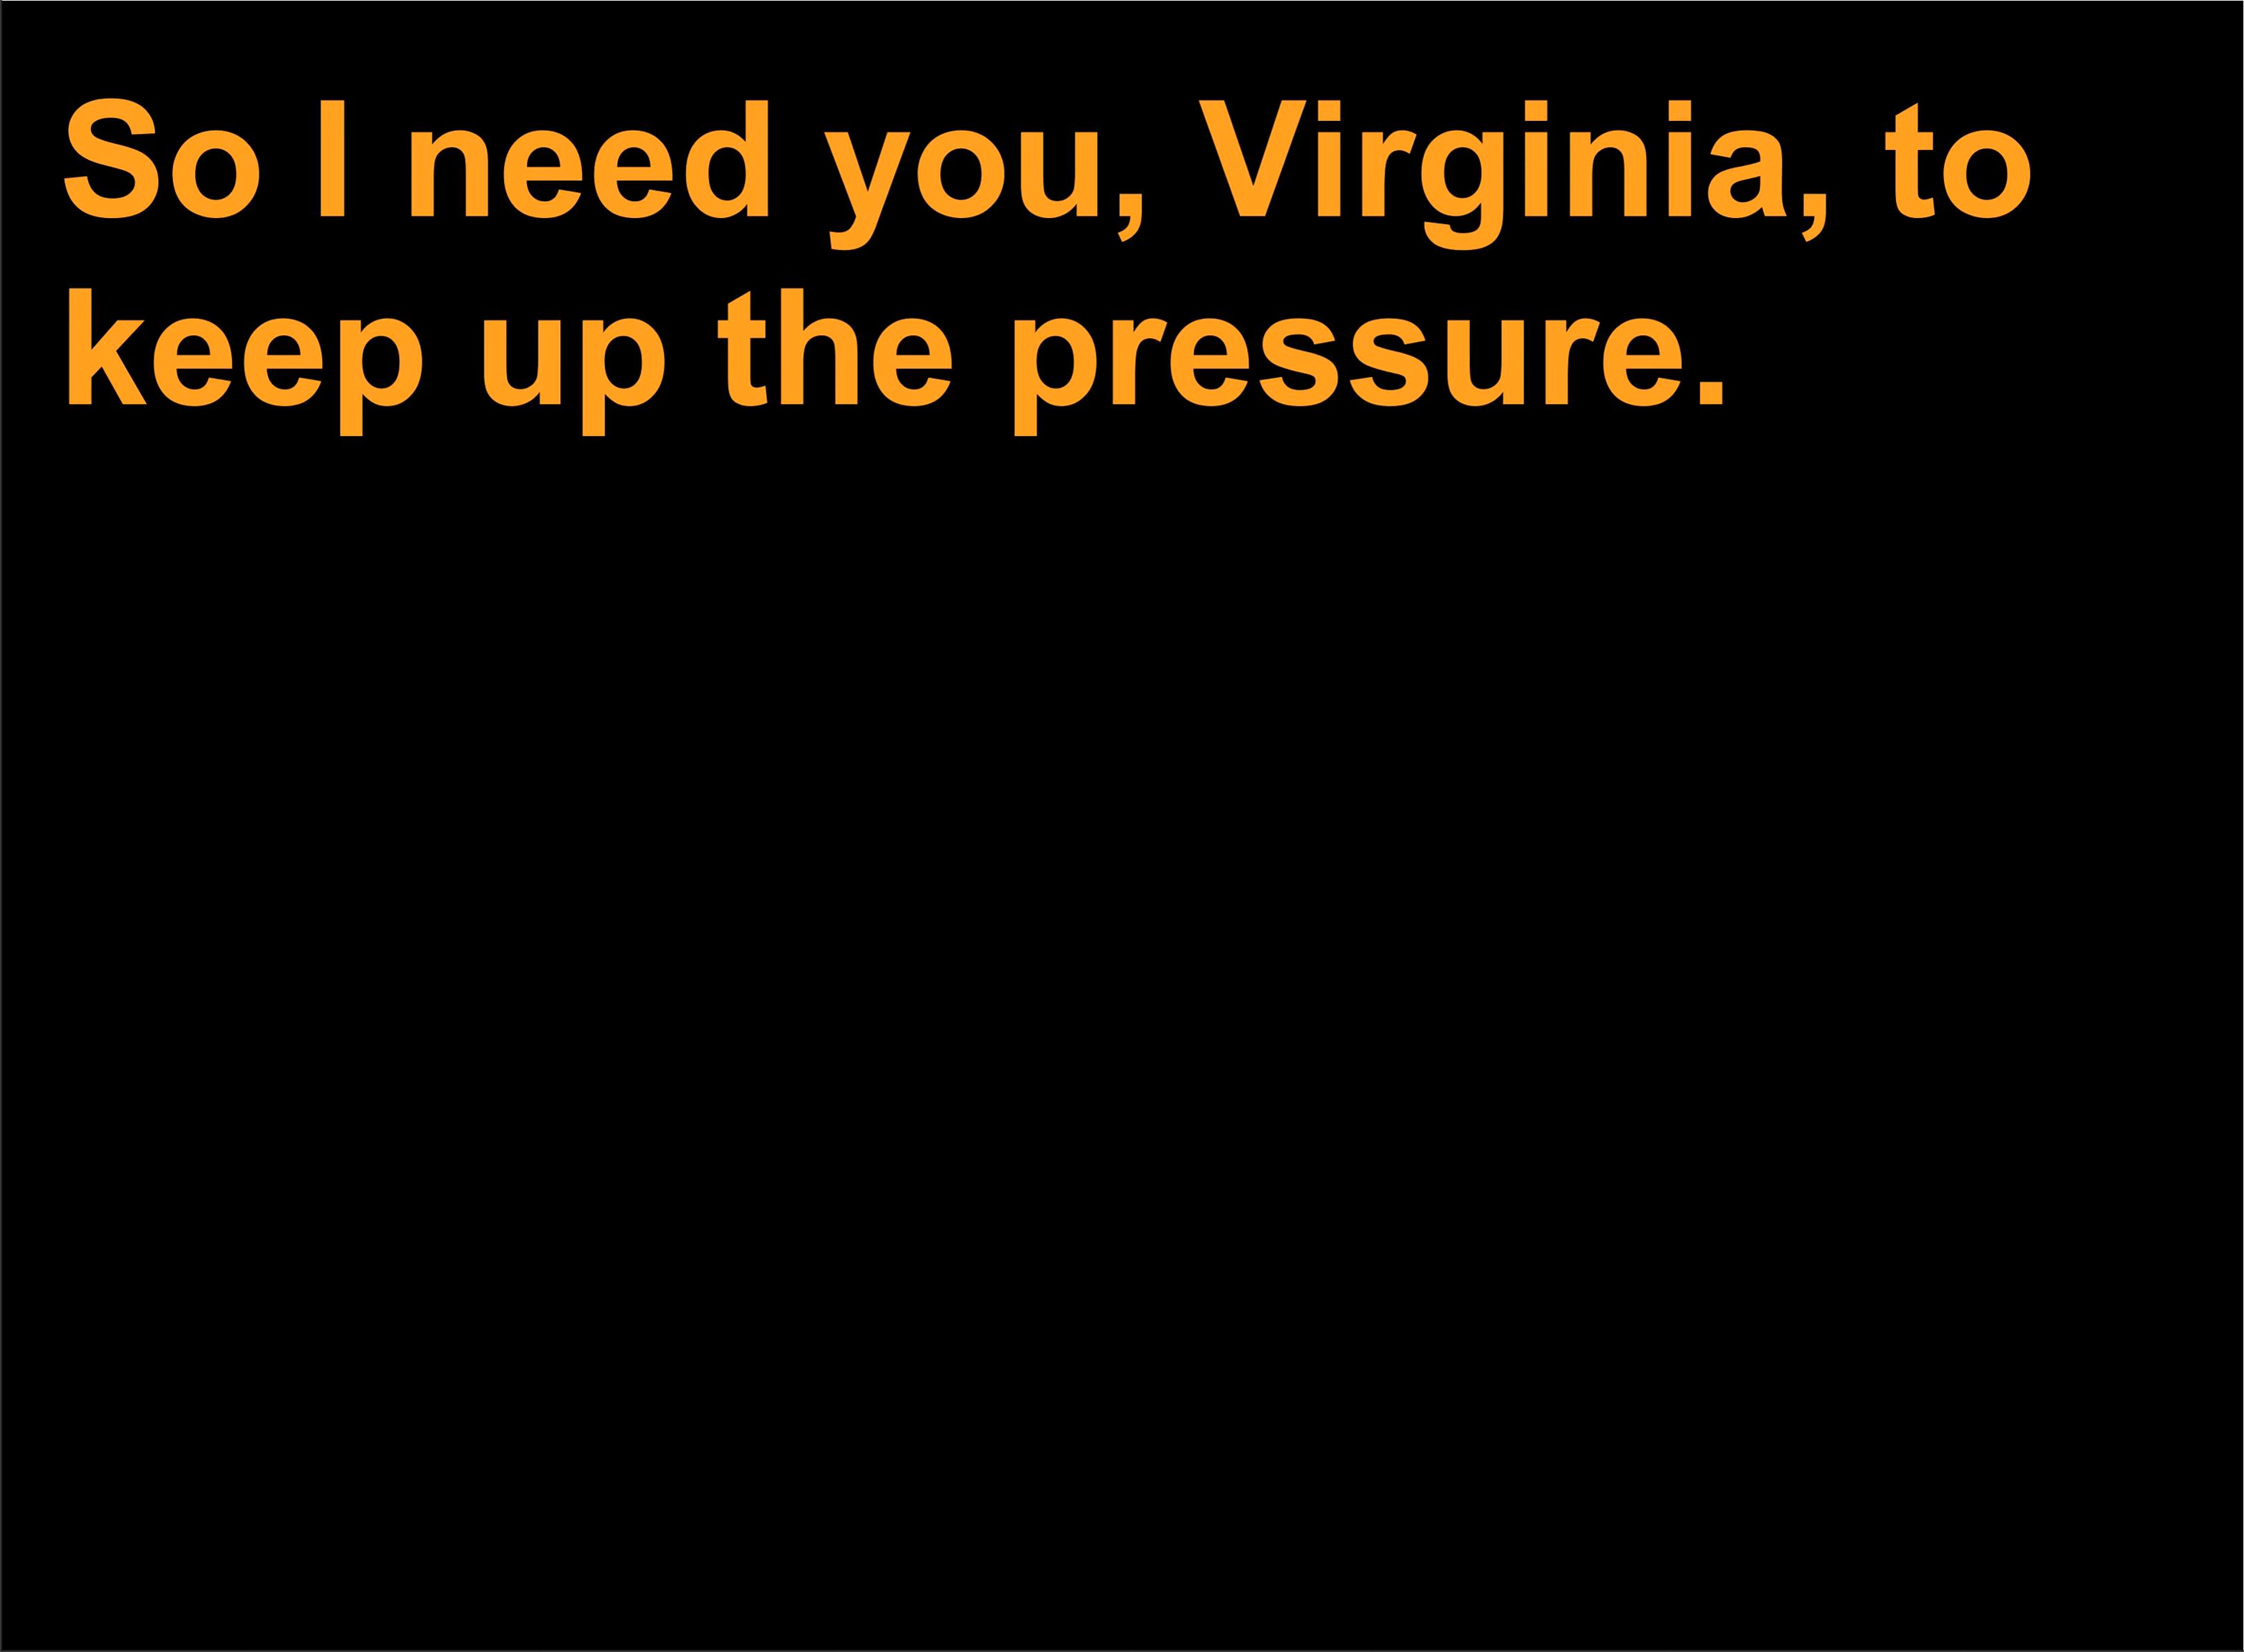 So I need you, Virginia, to
keep up the pressure.